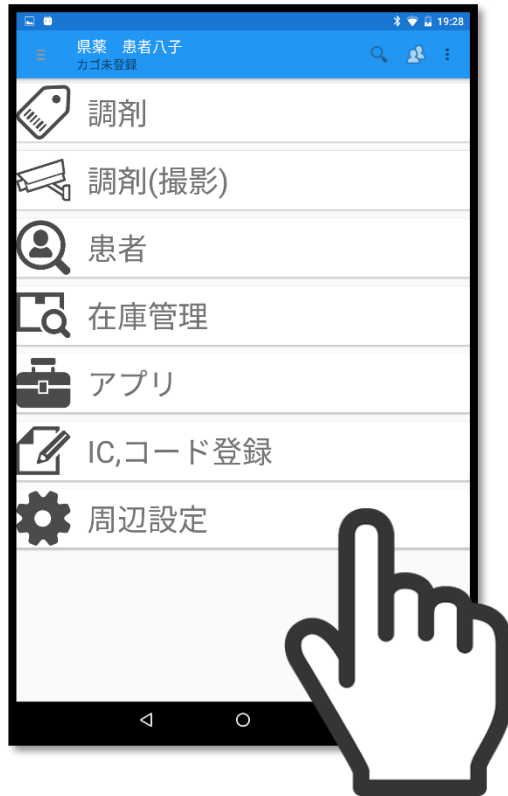 19:28
県薬　患者八子
カゴ未登録
調剤
調剤(撮影)
患者
在庫管理
アプリ
IC,コード登録
周辺設定